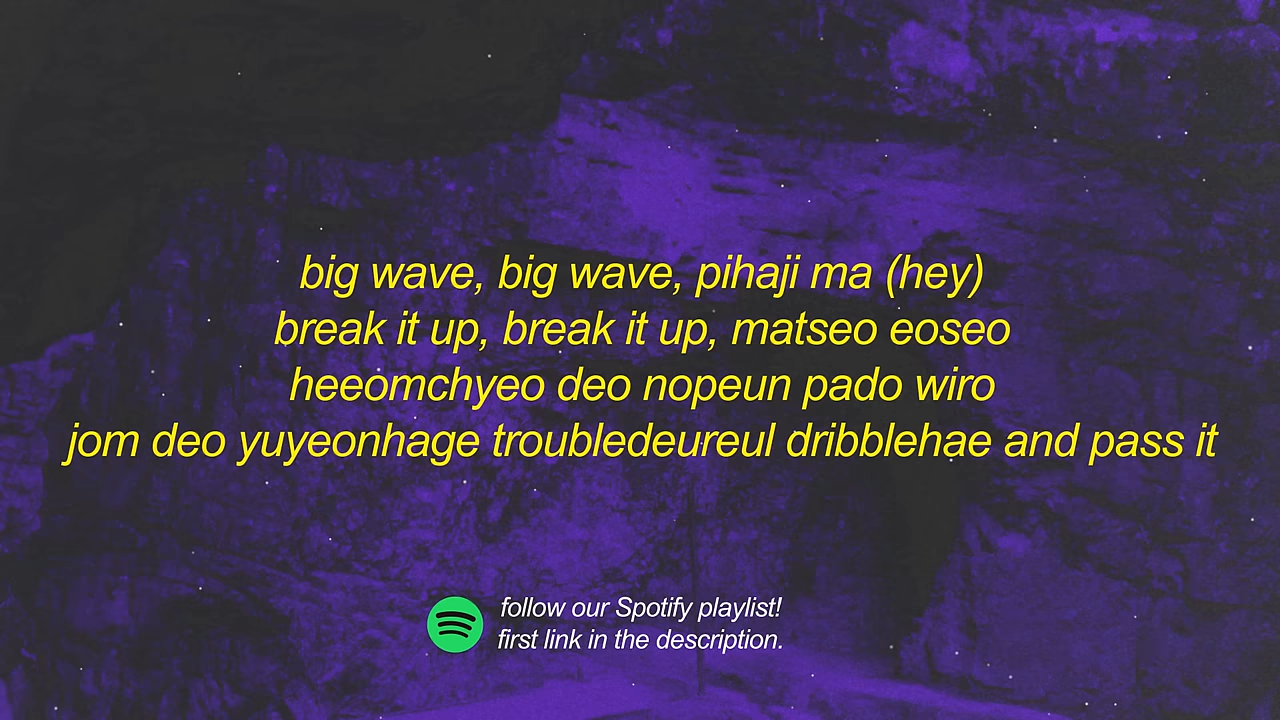 big wave, big wave, pihaji ma (hey)
break it up, break it up, matseo eoseo
heeomchyeo deo nopeun pado wiro
jom deo yuyeonhage troubledeureul dribblehae and pass it
follow our Spotify playlist!
first link in the description.